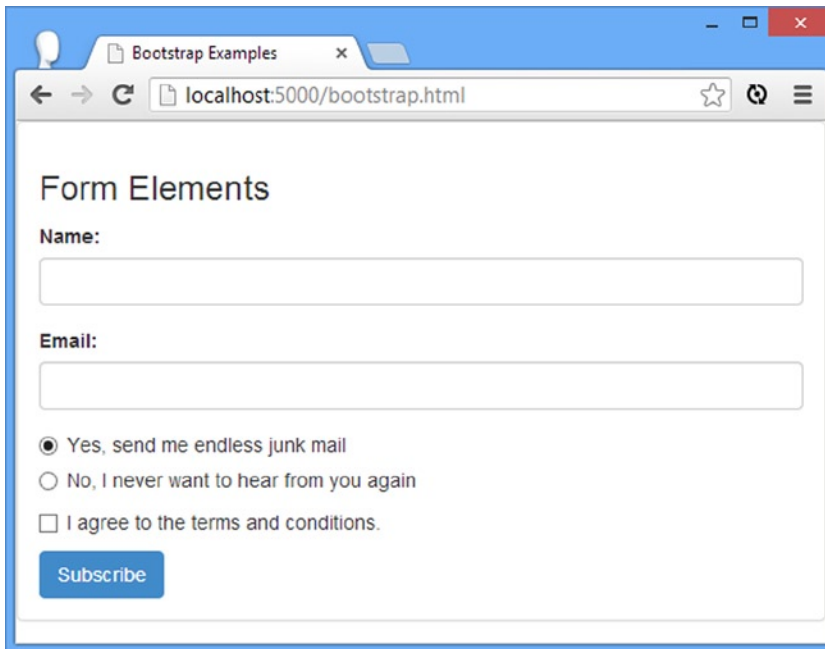 Bootstrap Examples
localhost:5000/bootstrap.html
Form Elements
Name:
Email:
Yes, send me endless junk mail
No, I never want to hear from you again
I agree to the terms and conditions.
Subscribe